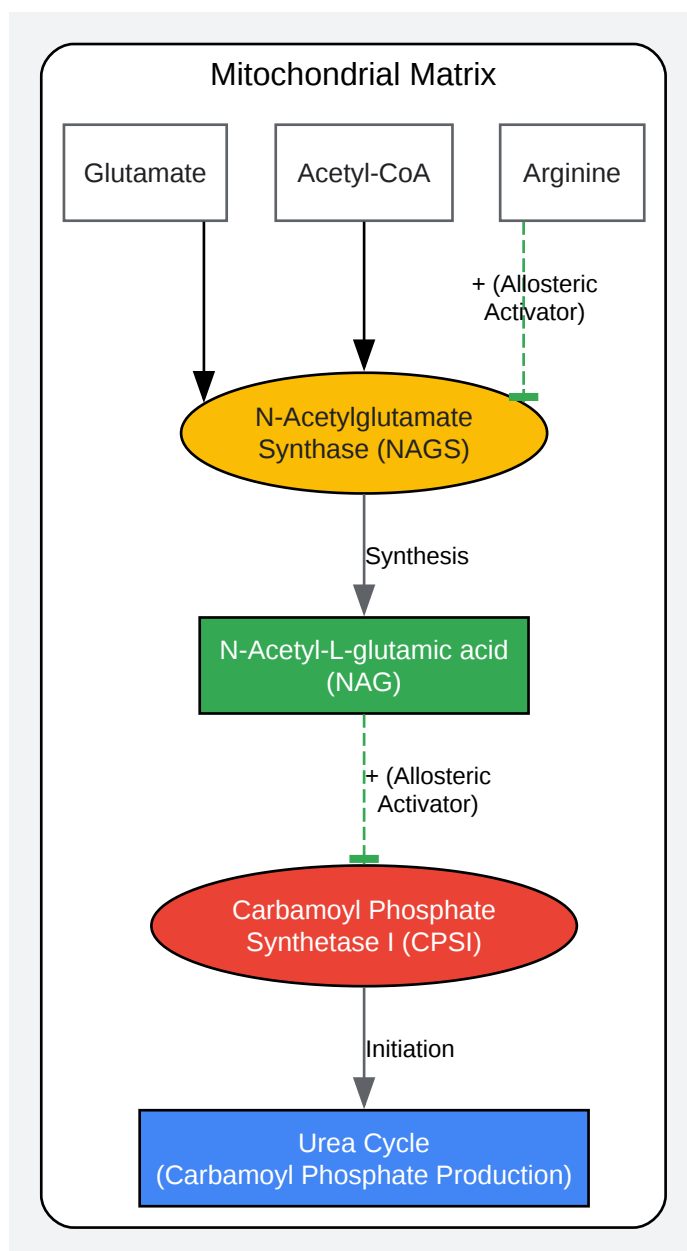 Mitochondrial Matrix
Glutamate
Acetyl-CoA
Arginine
+ (Allosteric
Activator)
N-Acetylglutamate
Synthase (NAGS)
Synthesis
N-Acetyl-L-glutamic acid
(NAG)
+ (Allosteric
Activator)
Carbamoyl Phosphate
Synthetase I (CPSI)
Initiation
Urea Cycle
(Carbamoyl Phosphate Production)